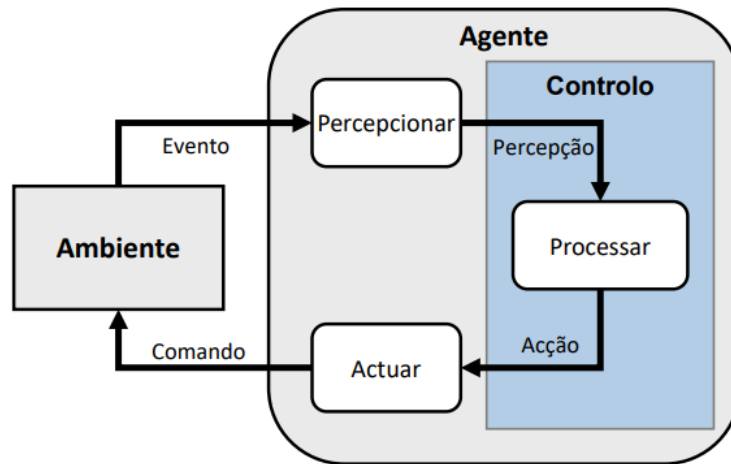 Agente
Controlo
Percepcionar
Evento
Percepção
Ambiente
Processar
Comando
Actuar
Acção